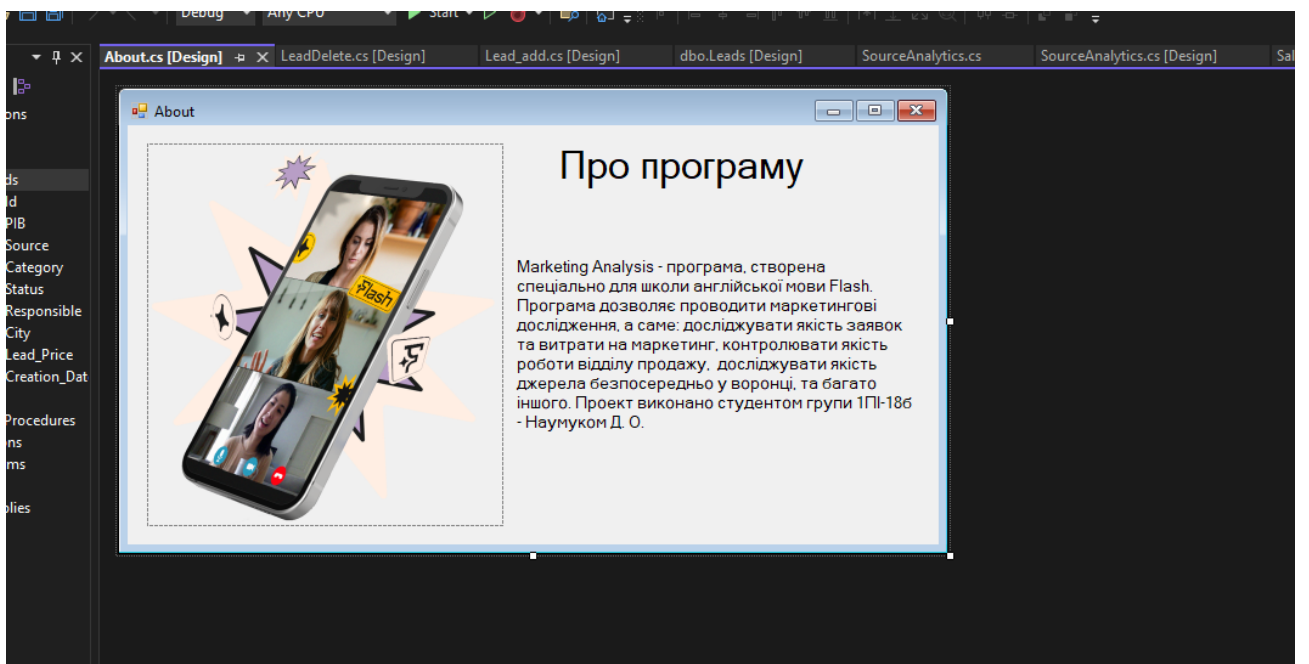 Debug Any CPU Start
About.cs [Design] LeadDelete.cs [Design] Lead_add.cs [Design] dbo.Leads [Design] SourceAnalytics.cs SourceAnalytics.cs [Design] Sal
ons
About
Про програму
ds
Id
PIB
Source
Category
Status
Responsible
City
Lead_Price
Creation_Dat
Procedures
ons
ms
blies
Flash
Marketing Analysis - програма, створена
спеціально для школи англійської мови Flash.
Програма дозволяє проводити маркетингові
дослідження, а саме: досліджувати якість заявок
та витрати на маркетинг, контролювати якість
роботи відділу продажу,  досліджувати якість
джерела безпосередньо у воронці, та багато
іншого. Проект виконано студентом групи 1ПІ-18б
- Наумуком Д. О.